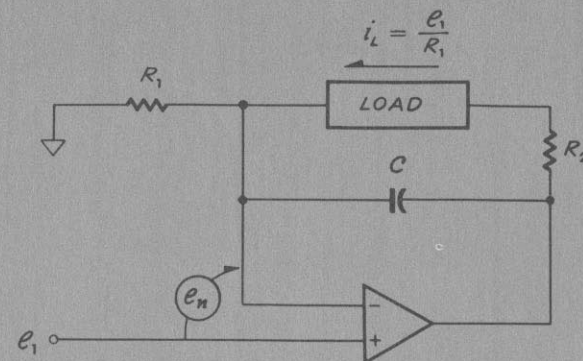 i_L = e_1/R_1
R_1
LOAD
R_2
C
e_n
e_1
−
+